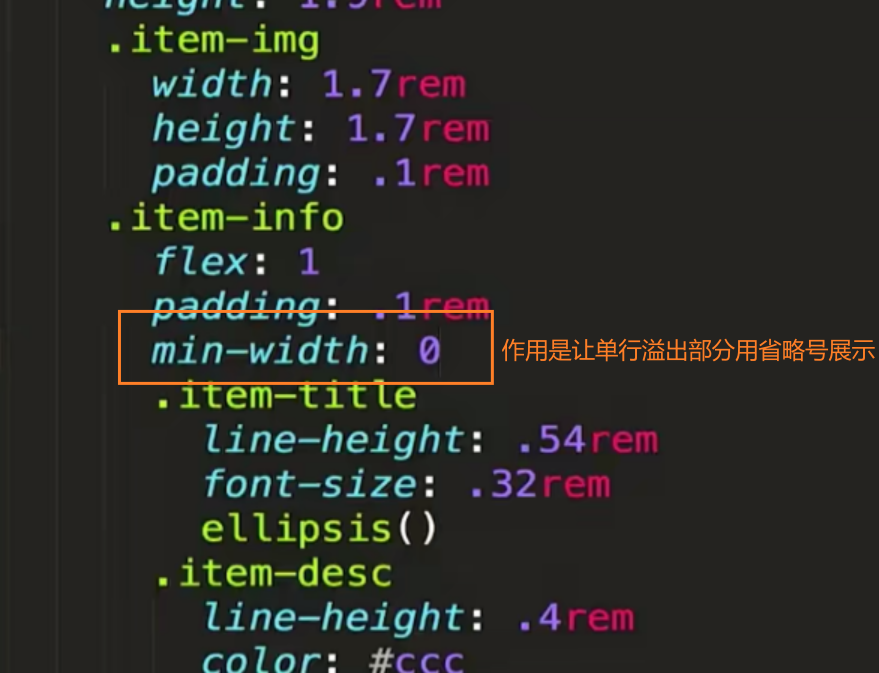 height: 1.9rem
.item-img
width: 1.7rem
height: 1.7rem
padding: .1rem
.item-info
flex: 1
padding: .1rem
min-width: 0 作用是让单行溢出部分用省略号展示
.item-title
line-height: .54rem
font-size: .32rem
ellipsis()
.item-desc
line-height: .4rem
color: #ccc